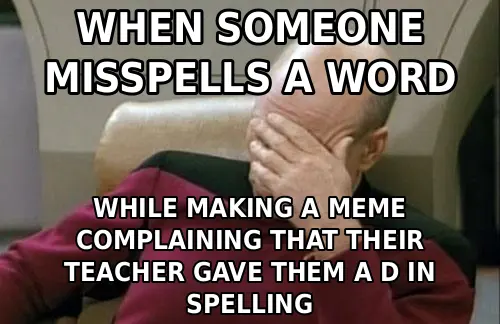 WHEN SOMEONE
MISSPELLS A WORD
WHILE MAKING A MEME
COMPLAINING THAT THEIR
TEACHER GAVE THEM A D IN
SPELLING